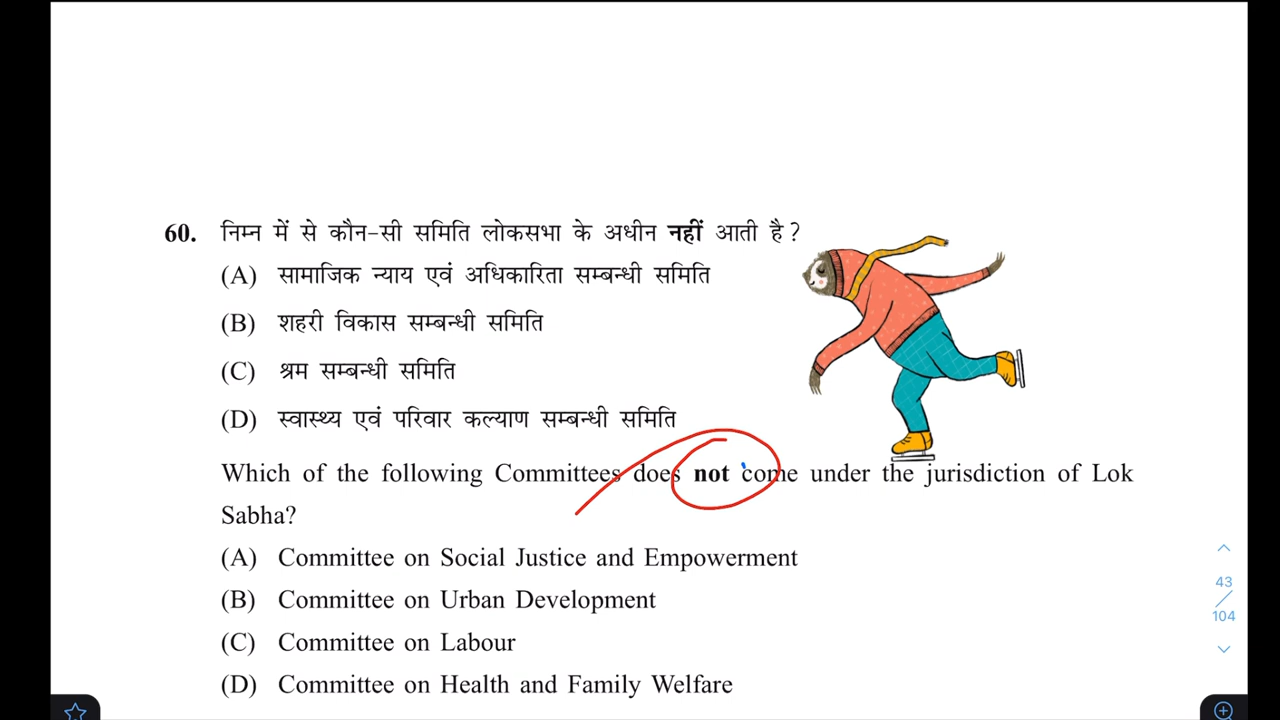 60. निम्न में से कौन-सी समिति लोकसभा के अधीन नहीं आती है?
(A) सामाजिक न्याय एवं अधिकारिता सम्बन्धी समिति
(B) शहरी विकास सम्बन्धी समिति
(C) श्रम सम्बन्धी समिति
(D) स्वास्थ्य एवं परिवार कल्याण सम्बन्धी समिति
Which of the following Committees does not come under the jurisdiction of Lok
Sabha?
(A) Committee on Social Justice and Empowerment
(B) Committee on Urban Development
(C) Committee on Labour
(D) Committee on Health and Family Welfare
43
104